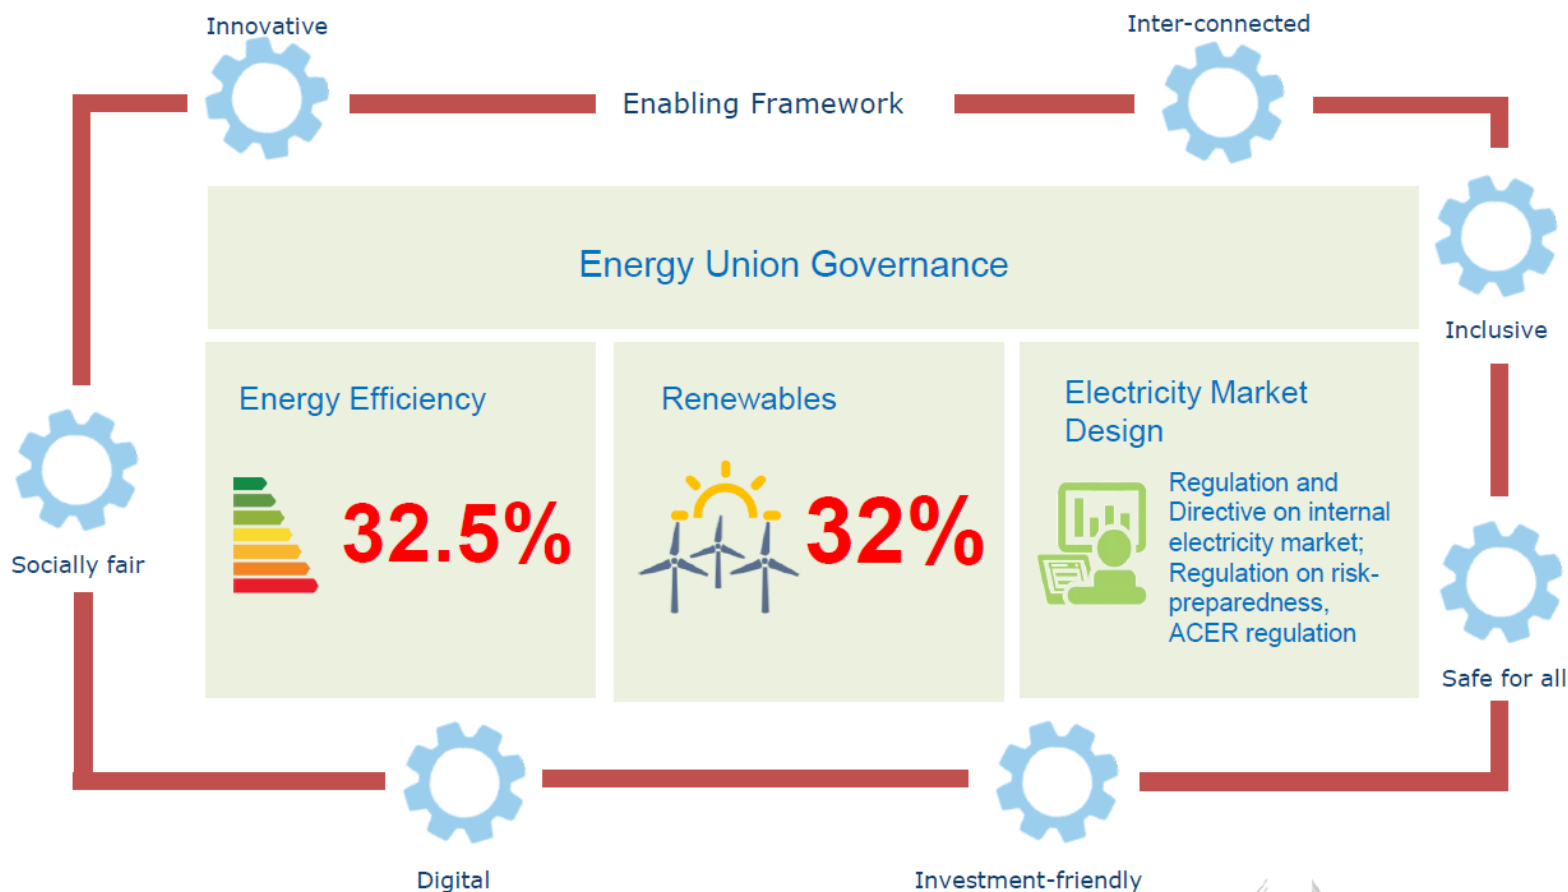 Innovative
Inter-connected
Enabling Framework
Energy Union Governance
Inclusive
Energy Efficiency
32.5%
Renewables
32%
Electricity Market
Design
Regulation and
Directive on internal
electricity market;
Regulation on risk-
preparedness,
ACER regulation
Socially fair
Safe for all
Digital
Investment-friendly